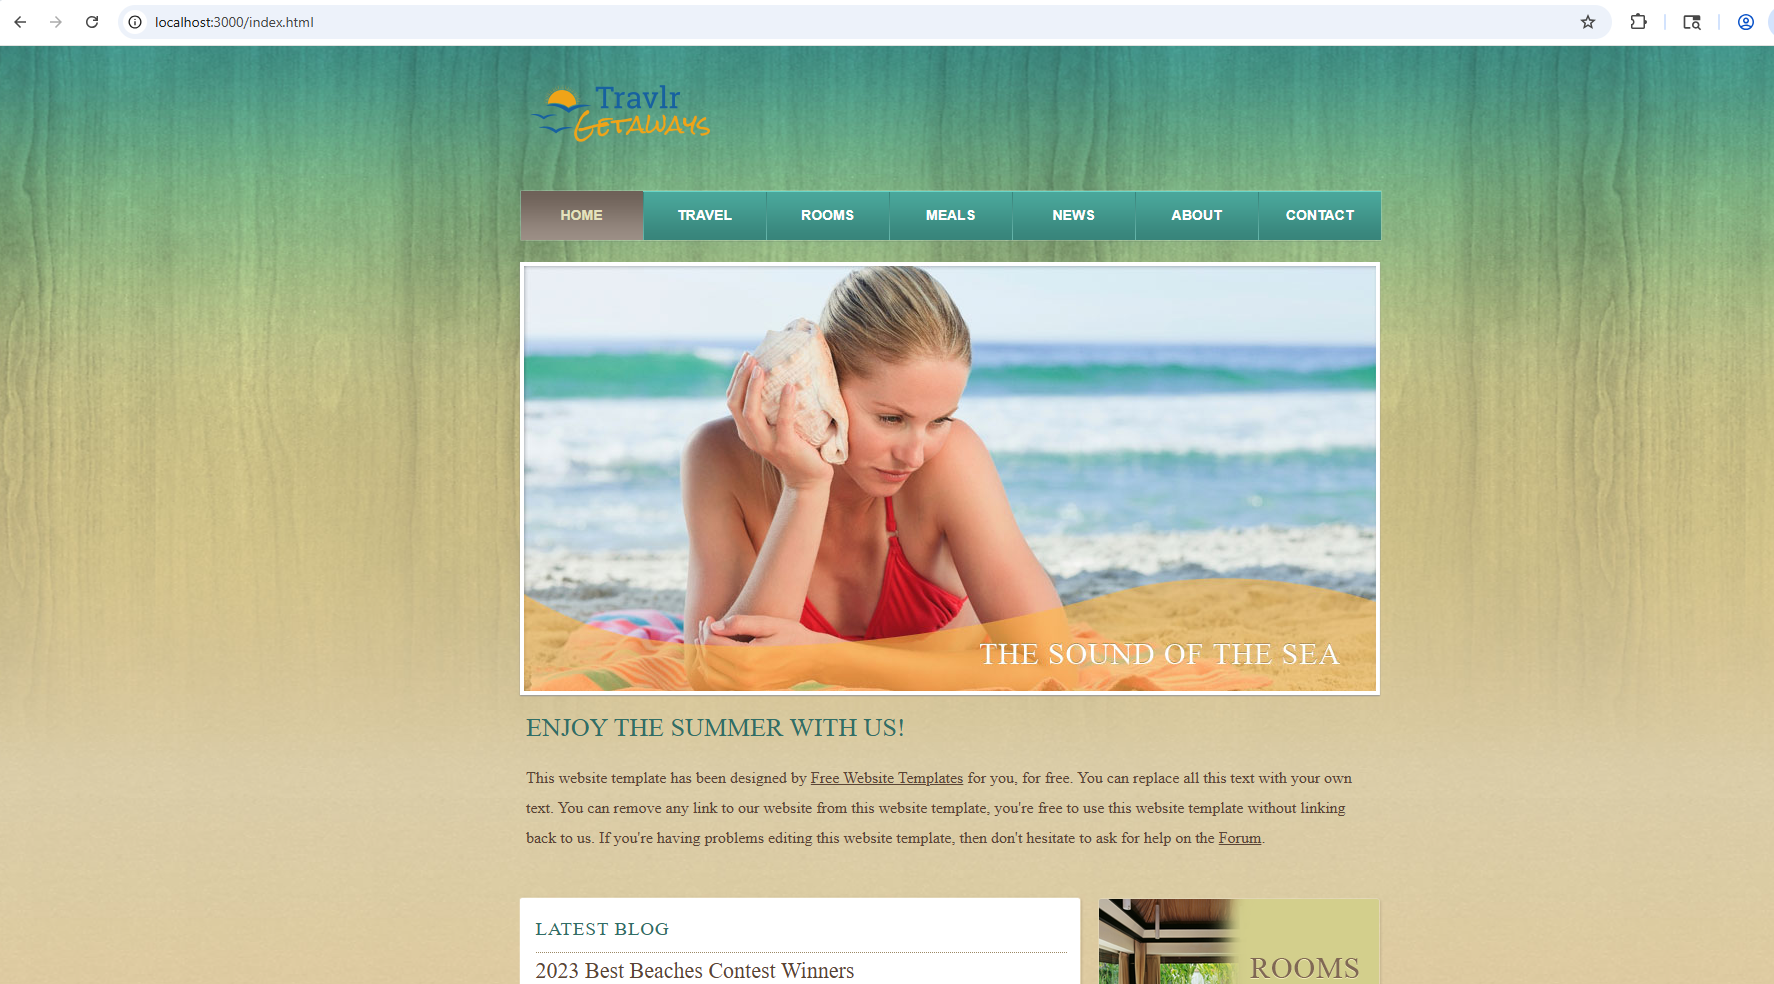 localhost:3000/index.html
Travlr
Getaways
HOME
TRAVEL
ROOMS
MEALS
NEWS
ABOUT
CONTACT
THE SOUND OF THE SEA
ENJOY THE SUMMER WITH US!
This website template has been designed by Free Website Templates for you, for free. You can replace all this text with your own
text. You can remove any link to our website from this website template, you're free to use this website template without linking
back to us. If you're having problems editing this website template, then don't hesitate to ask for help on the Forum.
LATEST BLOG
2023 Best Beaches Contest Winners
ROOMS